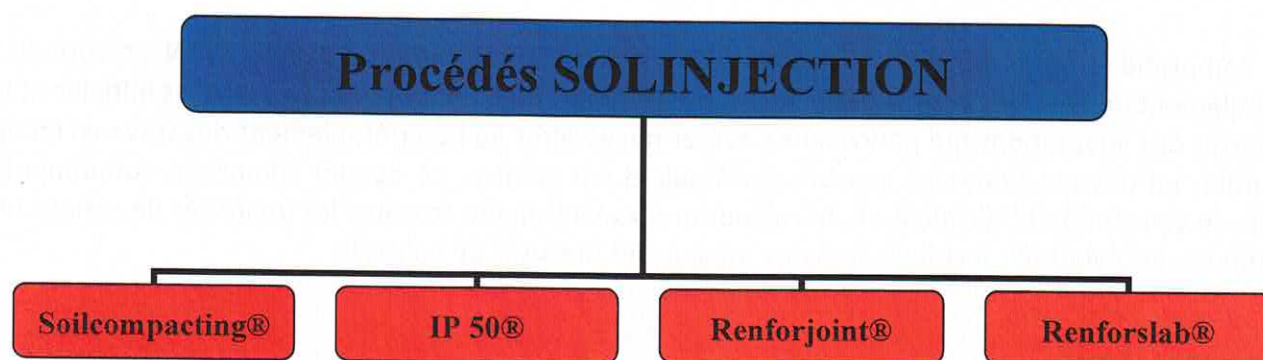 Procédés SOLINJECTION
Soilcompacting®
IP 50®
Renforjoint®
Renforslab®